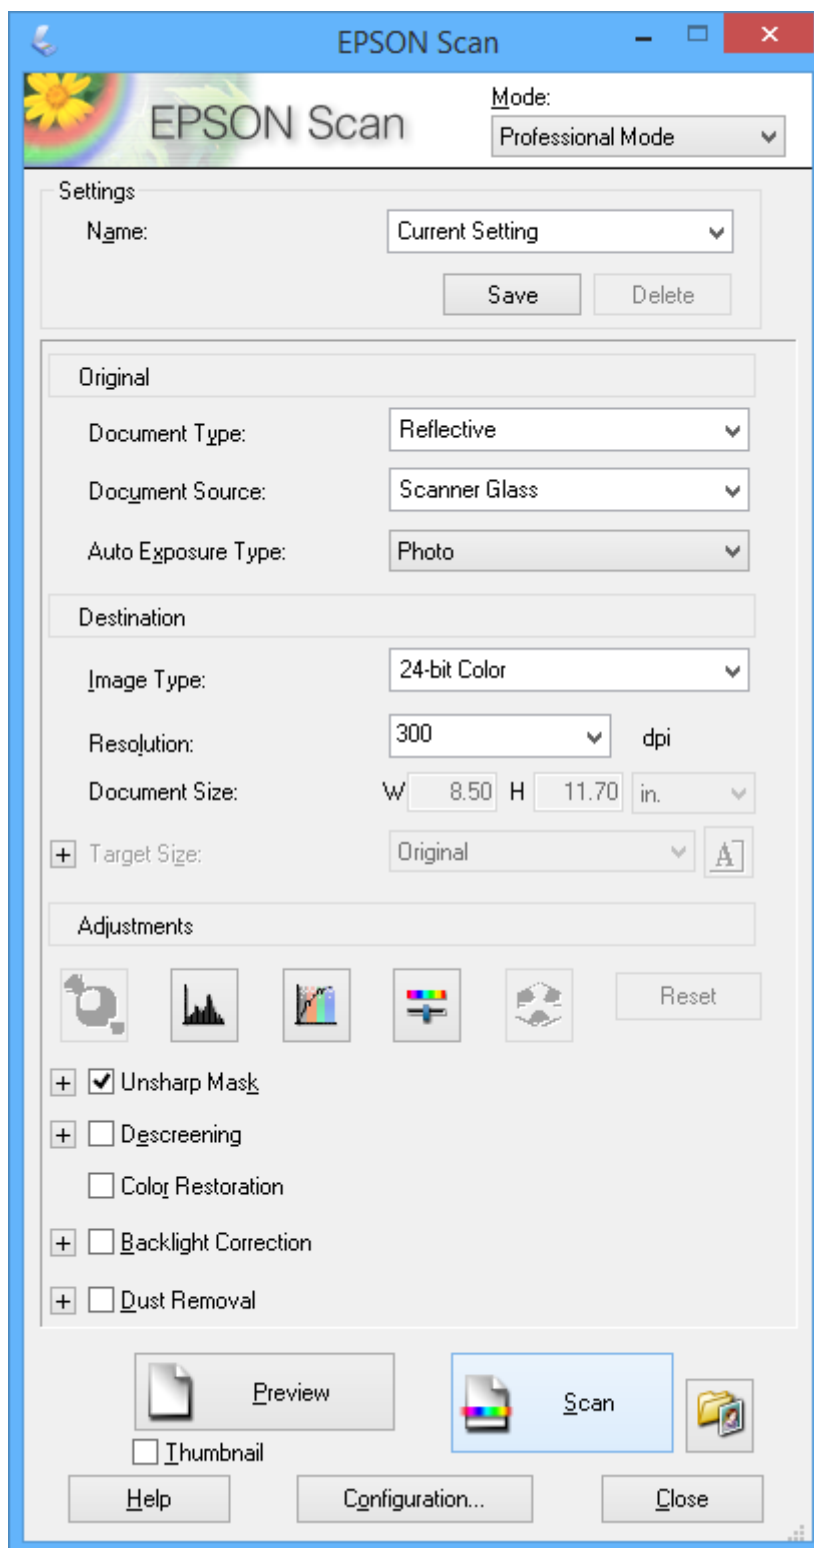 EPSON Scan
EPSON Scan
Mode:
Professional Mode
Settings
Name: Current Setting
Save Delete
Original
Document Type: Reflective
Document Source: Scanner Glass
Auto Exposure Type: Photo
Destination
Image Type: 24-bit Color
Resolution: 300 dpi
Document Size: W 8.50 H 11.70 in.
+ Target Size: Original A
Adjustments
Reset
+ Unsharp Mask
+ Descreening
Color Restoration
+ Backlight Correction
+ Dust Removal
Preview Scan
Thumbnail
Help Configuration... Close